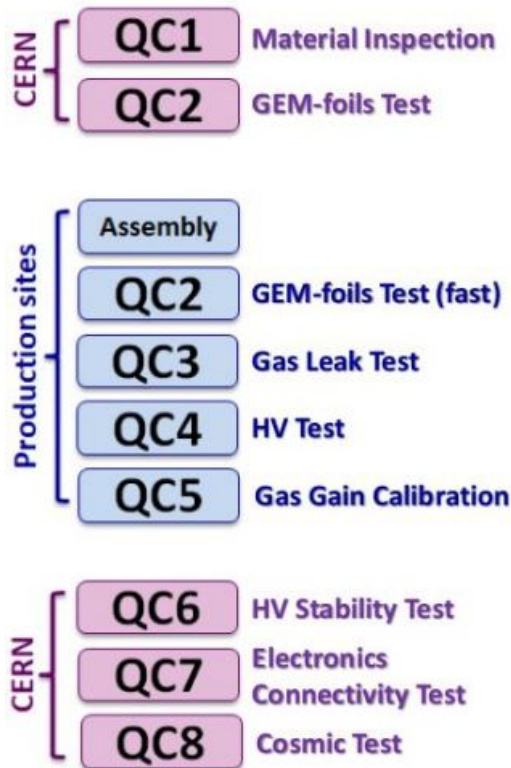 CERN
QC1 Material Inspection
QC2 GEM-foils Test
Production sites
Assembly
QC2 GEM-foils Test (fast)
QC3 Gas Leak Test
QC4 HV Test
QC5 Gas Gain Calibration
CERN
QC6 HV Stability Test
QC7 Electronics
Connectivity Test
QC8 Cosmic Test